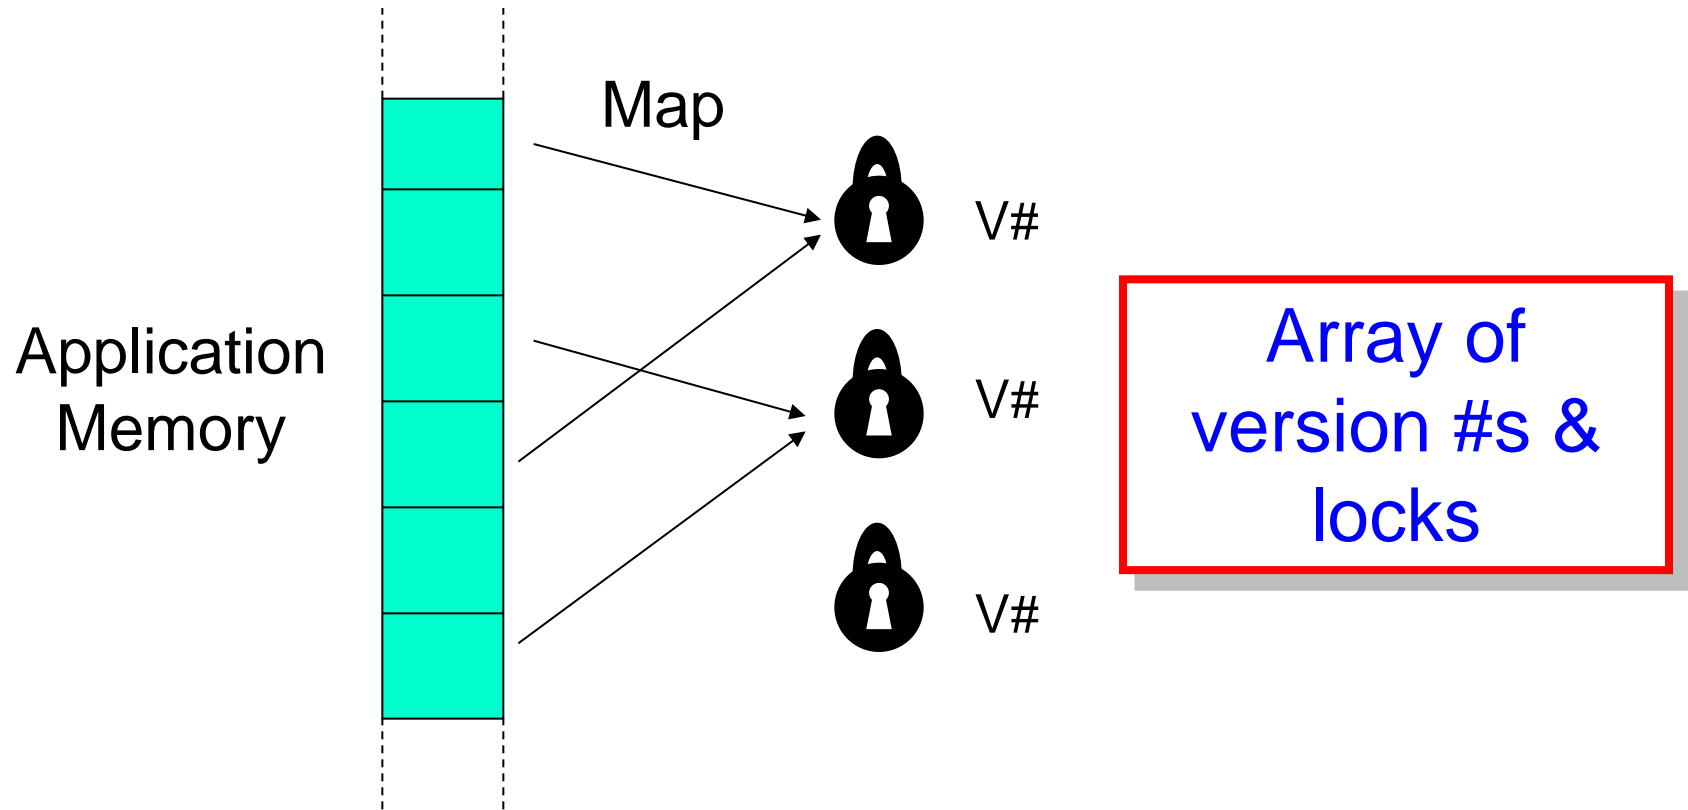 Map
Application
Memory
V#
V#
V#
Array of
version #s &
locks